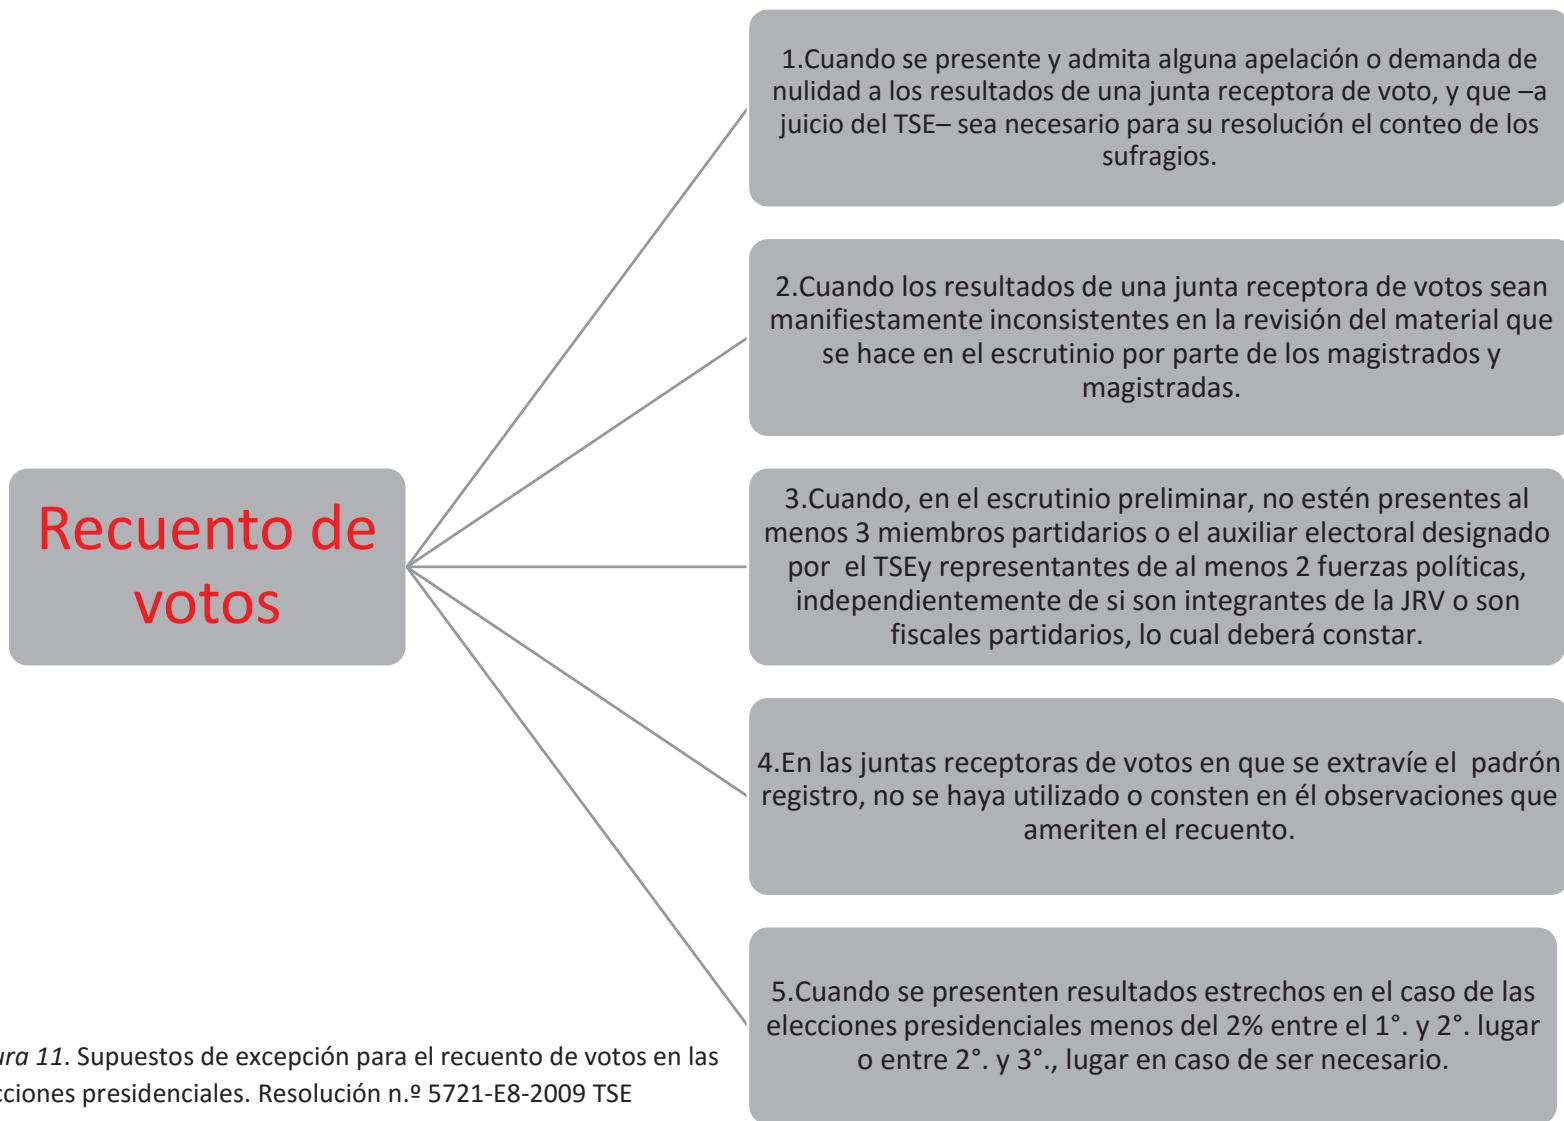 Recuento de
votos
1.Cuando se presente y admita alguna apelación o demanda de
nulidad a los resultados de una junta receptora de voto, y que –a
juicio del TSE– sea necesario para su resolución el conteo de los
sufragios.
2.Cuando los resultados de una junta receptora de votos sean
manifiestamente inconsistentes en la revisión del material que
se hace en el escrutinio por parte de los magistrados y
magistradas.
3.Cuando, en el escrutinio preliminar, no estén presentes al
menos 3 miembros partidarios o el auxiliar electoral designado
por  el TSEy representantes de al menos 2 fuerzas políticas,
independientemente de si son integrantes de la JRV o son
fiscales partidarios, lo cual deberá constar.
4.En las juntas receptoras de votos en que se extravíe el  padrón
registro, no se haya utilizado o consten en él observaciones que
ameriten el recuento.
5.Cuando se presenten resultados estrechos en el caso de las
elecciones presidenciales menos del 2% entre el 1°. y 2°. lugar
o entre 2°. y 3°., lugar en caso de ser necesario.
ura 11. Supuestos de excepción para el recuento de votos en las
cciones presidenciales. Resolución n.º 5721-E8-2009 TSE